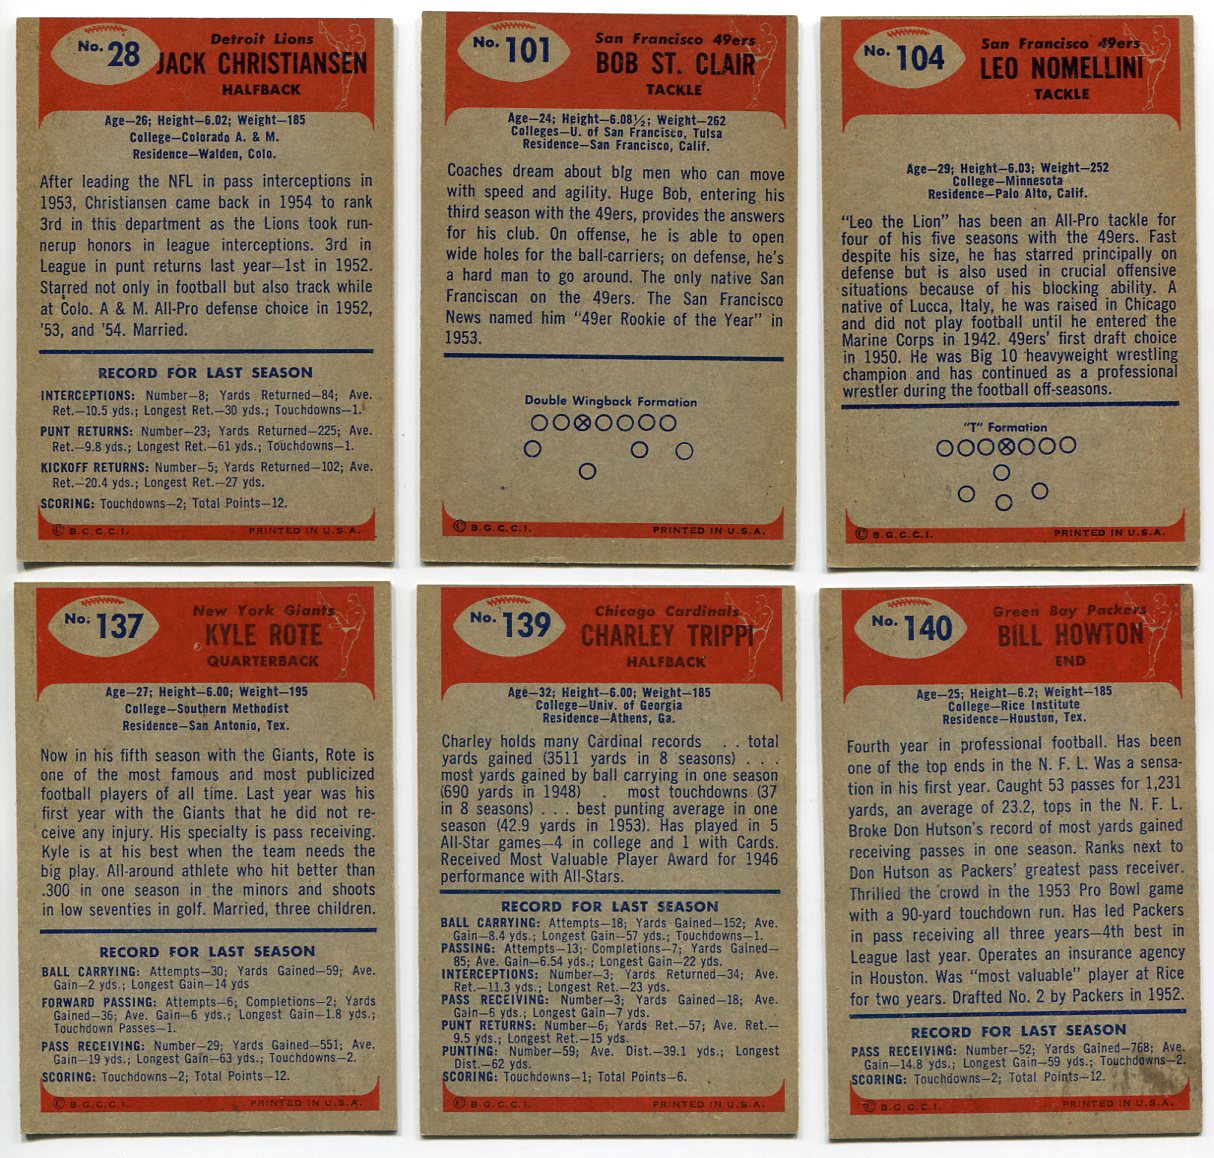 No. 28
Detroit Lions
JACK CHRISTIANSEN
HALFBACK
Age—26; Height—6.02; Weight—185
College—Colorado A. & M.
Residence—Walden, Colo.
After leading the NFL in pass interceptions in
1953, Christiansen came back in 1954 to rank
3rd in this department as the Lions took run-
nerup honors in league interceptions. 3rd in
League in punt returns last year—1st in 1952.
Starred not only in football but also track while
at Colo. A & M. All-Pro defense choice in 1952,
'53, and '54. Married.
RECORD FOR LAST SEASON
INTERCEPTIONS: Number—8; Yards Returned—84; Ave.
Ret.—10.5 yds.; Longest Ret.—30 yds.; Touchdowns—1.
PUNT RETURNS: Number—23; Yards Returned—225; Ave.
Ret.—9.8 yds.; Longest Ret.—61 yds.; Touchdowns—1.
KICKOFF RETURNS: Number—5; Yards Returned—102; Ave.
Ret.—20.4 yds.; Longest Ret.—27 yds.
SCORING: Touchdowns—2; Total Points—12.
© B.G.C.C.I. PRINTED IN U.S.A.
No. 101
San Francisco 49ers
BOB ST. CLAIR
TACKLE
Age—24; Height—6.08½; Weight—262
Colleges—U. of San Francisco, Tulsa
Residence—San Francisco, Calif.
Coaches dream about big men who can move
with speed and agility. Huge Bob, entering his
third season with the 49ers, provides the answers
for his club. On offense, he is able to open
wide holes for the ball-carriers; on defense, he's
a hard man to go around. The only native San
Franciscan on the 49ers. The San Francisco
News named him "49er Rookie of the Year" in
1953.
Double Wingback Formation
© B.G.C.C.I. PRINTED IN U.S.A.
No. 104
San Francisco 49ers
LEO NOMELLINI
TACKLE
Age—29; Height—6.03; Weight—252
College—Minnesota
Residence—Palo Alto, Calif.
"Leo the Lion" has been an All-Pro tackle for
four of his five seasons with the 49ers. Fast
despite his size, he has starred principally on
defense but is also used in crucial offensive
situations because of his blocking ability. A
native of Lucca, Italy, he was raised in Chicago
and did not play football until he entered the
Marine Corps in 1942. 49ers' first draft choice
in 1950. He was Big 10 heavyweight wrestling
champion and has continued as a professional
wrestler during the football off-seasons.
"T" Formation
© B.G.C.C.I. PRINTED IN U.S.A.
No. 137
New York Giants
KYLE ROTE
QUARTERBACK
Age—27; Height—6.00; Weight—195
College—Southern Methodist
Residence—San Antonio, Tex.
Now in his fifth season with the Giants, Rote is
one of the most famous and most publicized
football players of all time. Last year was his
first year with the Giants that he did not re-
ceive any injury. His specialty is pass receiving.
Kyle is at his best when the team needs the
big play. All-around athlete who hit better than
.300 in one season in the minors and shoots
in low seventies in golf. Married, three children.
RECORD FOR LAST SEASON
BALL CARRYING: Attempts—30; Yards Gained—59; Ave.
Gain—2 yds.; Longest Gain—14 yds
FORWARD PASSING: Attempts—6; Completions—2; Yards
Gained—36; Ave. Gain—6 yds.; Longest Gain—1.8 yds.;
Touchdown Passes—1.
PASS RECEIVING: Number—29; Yards Gained—551; Ave.
Gain—19 yds.; Longest Gain—63 yds.; Touchdowns—2.
SCORING: Touchdowns—2; Total Points—12.
© B.G.C.C.I. PRINTED IN U.S.A.
No. 139
Chicago Cardinals
CHARLEY TRIPPI
HALFBACK
Age—32; Height—6.00; Weight—185
College—Univ. of Georgia
Residence—Athens, Ga.
Charley holds many Cardinal records . . total
yards gained (3511 yards in 8 seasons) . . .
most yards gained by ball carrying in one season
(690 yards in 1948) . most touchdowns (37
in 8 seasons) . . . best punting average in one
season (42.9 yards in 1953). Has played in 5
All-Star games—4 in college and 1 with Cards.
Received Most Valuable Player Award for 1946
performance with All-Stars.
RECORD FOR LAST SEASON
BALL CARRYING: Attempts—18; Yards Gained—152; Ave.
Gain—8.4 yds.; Longest Gain—57 yds.; Touchdowns—1.
PASSING: Attempts—13; Completions—7; Yards Gained—
85; Ave. Gain—6.54 yds.; Longest Gain—22 yds.
INTERCEPTIONS: Number—3; Yards Returned—34; Ave.
Ret.—11.3 yds.; Longest Ret.—23 yds.
PASS RECEIVING: Number—3; Yards Gained—18; Ave.
Gain—6 yds.; Longest Gain—7 yds.
PUNT RETURNS: Number—6; Yards Ret.—57; Ave. Ret.—
9.5 yds.; Longest Ret.—15 yds.
PUNTING: Number—59; Ave. Dist.—39.1 yds.; Longest
Dist.—62 yds.
SCORING: Touchdowns—1; Total Points—6.
© B.G.C.C.I. PRINTED IN U.S.A.
No. 140
Green Bay Packers
BILL HOWTON
END
Age—25; Height—6.2; Weight—185
College—Rice Institute
Residence—Houston, Tex.
Fourth year in professional football. Has been
one of the top ends in the N. F. L. Was a sensa-
tion in his first year. Caught 53 passes for 1,231
yards, an average of 23.2, tops in the N. F. L.
Broke Don Hutson's record of most yards gained
receiving passes in one season. Ranks next to
Don Hutson as Packers' greatest pass receiver.
Thrilled the crowd in the 1953 Pro Bowl game
with a 90-yard touchdown run. Has led Packers
in pass receiving all three years—4th best in
League last year. Operates an insurance agency
in Houston. Was "most valuable" player at Rice
for two years. Drafted No. 2 by Packers in 1952.
RECORD FOR LAST SEASON
PASS RECEIVING: Number—52; Yards Gained—768; Ave.
Gain—14.8 yds.; Longest Gain—59 yds.; Touchdowns—2.
SCORING: Touchdowns—2; Total Points—12.
© B.G.C.C.I. PRINTED IN U.S.A.